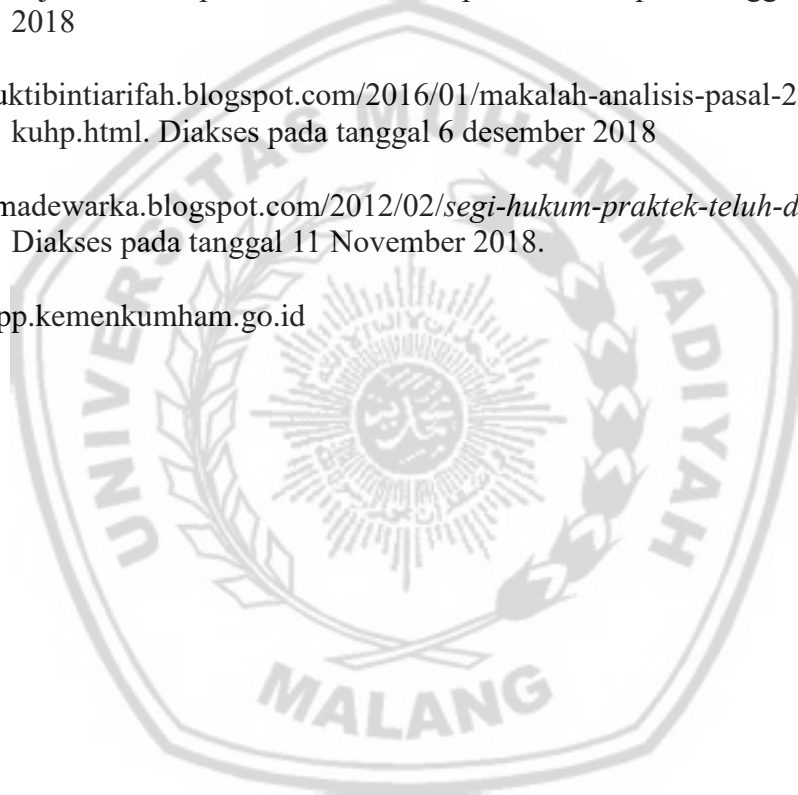 2018
uktibintiarifah.blogspot.com/2016/01/makalah-analisis-pasal-2
kuhp.html. Diakses pada tanggal 6 desember 2018
madewarka.blogspot.com/2012/02/segi-hukum-praktek-teluh-d
Diakses pada tanggal 11 November 2018.
pp.kemenkumham.go.id
UNIVERSITAS MUHAMMADIYAH
MALANG